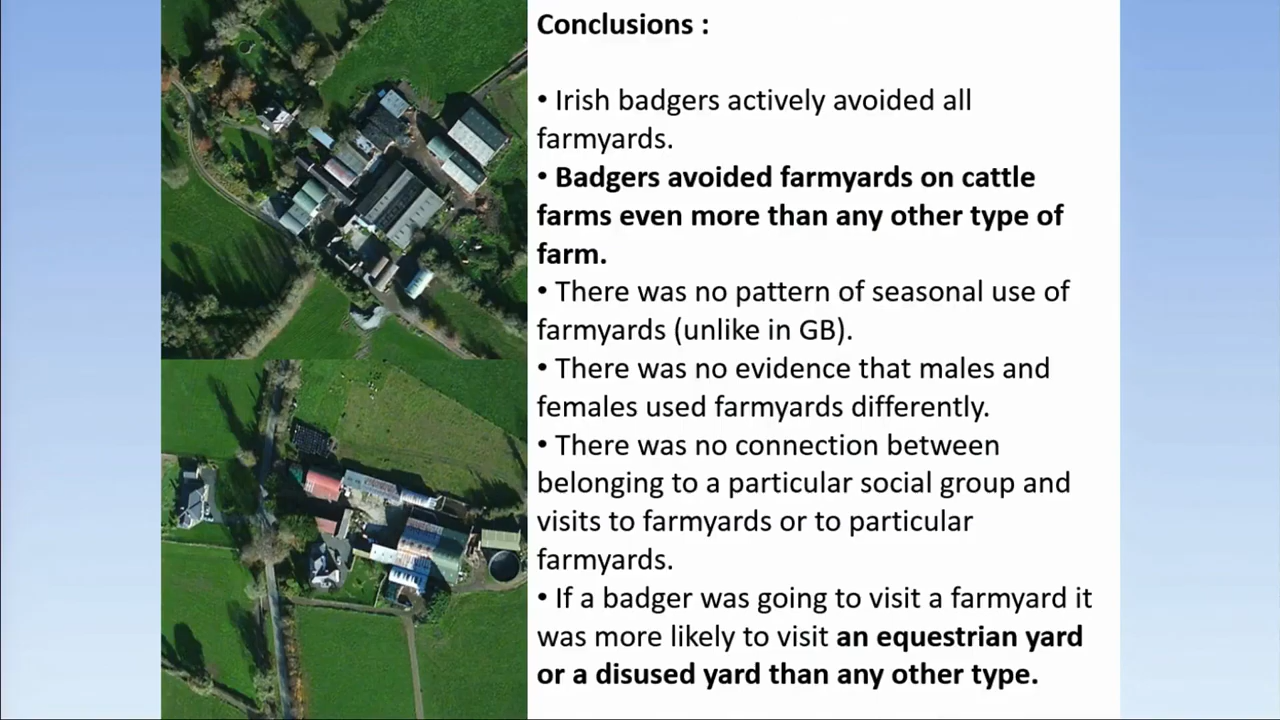 Conclusions :
• Irish badgers actively avoided all
farmyards.
• Badgers avoided farmyards on cattle
farms even more than any other type of
farm.
• There was no pattern of seasonal use of
farmyards (unlike in GB).
• There was no evidence that males and
females used farmyards differently.
• There was no connection between
belonging to a particular social group and
visits to farmyards or to particular
farmyards.
• If a badger was going to visit a farmyard it
was more likely to visit an equestrian yard
or a disused yard than any other type.